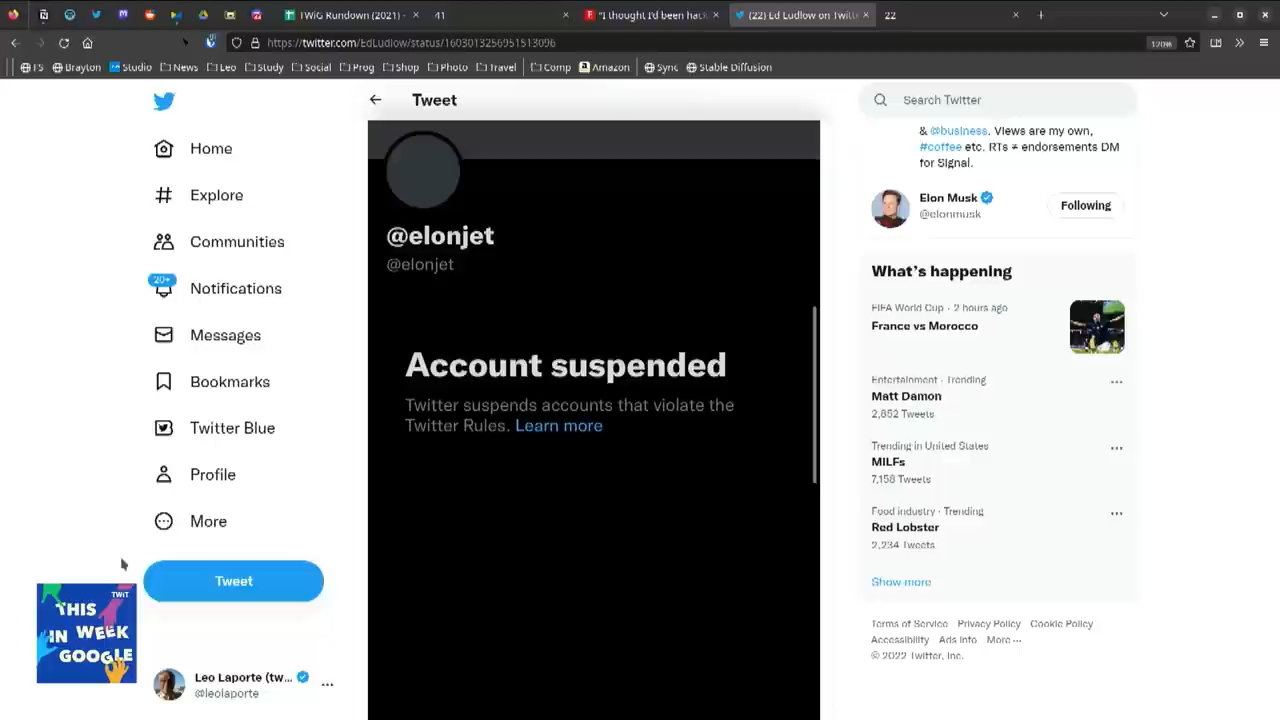 TWiG Rundown (2021) -
41
"I thought I'd been hac
(22) Ed Ludlow on Twitt
22
https://twitter.com/EdLudlow/status/1603013256951513096
120%
FS
Brayton
Studio
News
Leo
Study
Social
Prog
Shop
Photo
Travel
Comp
Amazon
Sync
Stable Diffusion
Home
Explore
Communities
20+
Notifications
Messages
Bookmarks
Twitter Blue
Profile
More
Tweet
TWiT
THIS
IN WEEK
GOOGLE
Leo Laporte (tw...
@leolaporte
Tweet
@elonjet
@elonjet
Account suspended
Twitter suspends accounts that violate the
Twitter Rules. Learn more
Search Twitter
& @business. Views are my own,
#coffee etc. RTs ≠ endorsements DM
for Signal.
Elon Musk
@elonmusk
Following
What's happening
FIFA World Cup · 2 hours ago
France vs Morocco
Entertainment · Trending
Matt Damon
2,652 Tweets
Trending in United States
MILFs
7,158 Tweets
Food industry · Trending
Red Lobster
2,234 Tweets
Show more
Terms of Service Privacy Policy Cookie Policy
Accessibility Ads info More ···
© 2022 Twitter, Inc.